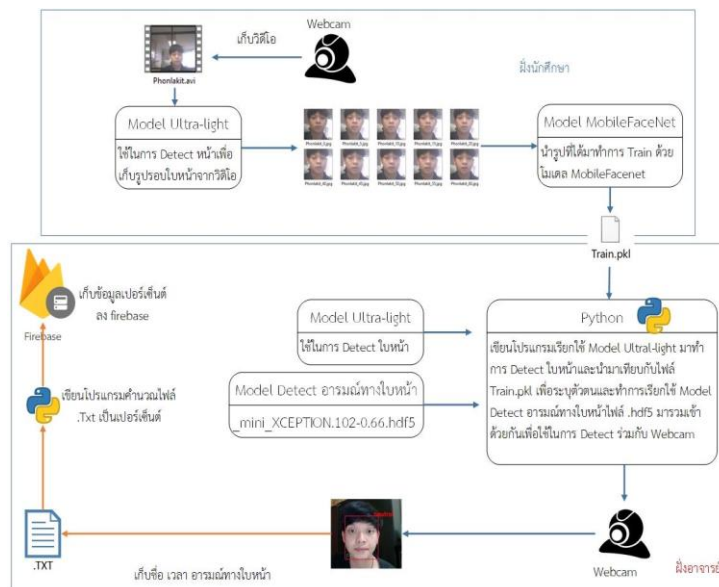 Webcam
เก็บวิดีโอ
ฝั่งนักศึกษา
Phonlakit.avi
Model Ultra-light
ใช้ในการ Detect หน้าเพื่อ
เก็บรูปรอบใบหน้าจากวิดีโอ
Model MobileFaceNet
นำรูปที่ได้มาทำการ Train ด้วย
โมเดล MobileFacenet
Train.pkl
เก็บข้อมูลเปอร์เซ็นต์
ลง firebase
Firebase
Model Ultra-light
ใช้ในการ Detect ใบหน้า
Python
เขียนโปรแกรมเรียกใช้ Model Ultral-light มาทำ
การ Detect ใบหน้าและนำมาเทียบกับไฟล์
Train.pkl เพื่อระบุตัวตนและทำการเรียกใช้ Model
Detect อารมณ์ทางใบหน้าไฟล์ .hdf5 มารวมเข้า
ด้วยกันเพื่อใช้ในการ Detect ร่วมกับ Webcam
Model Detect อารมณ์ทางใบหน้า
_mini_XCEPTION.102-0.66.hdf5
เขียนโปรแกรมคำนวณไฟล์
.Txt เป็นเปอร์เซ็นต์
.TXT
เก็บชื่อ เวลา อารมณ์ทางใบหน้า
Webcam
ฝั่งอาจารย์